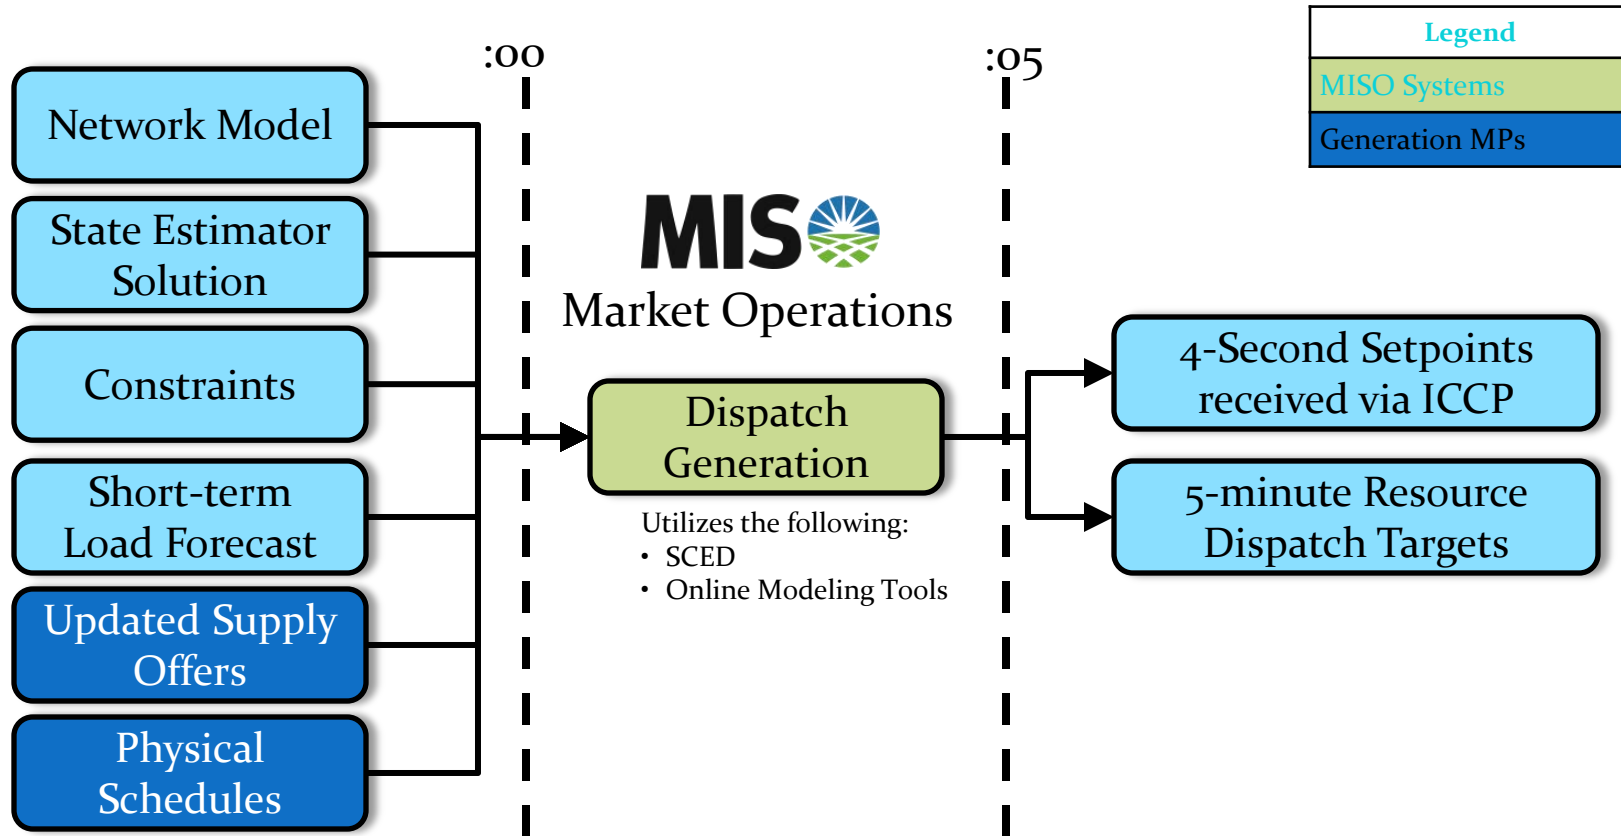 :00
:05
Legend
MISO Systems
Generation MPs
Network Model
State Estimator
Solution
Constraints
Short-term
Load Forecast
Updated Supply
Offers
Physical
Schedules
MISO
Market Operations
Dispatch
Generation
Utilizes the following:
• SCED
• Online Modeling Tools
4-Second Setpoints
received via ICCP
5-minute Resource
Dispatch Targets